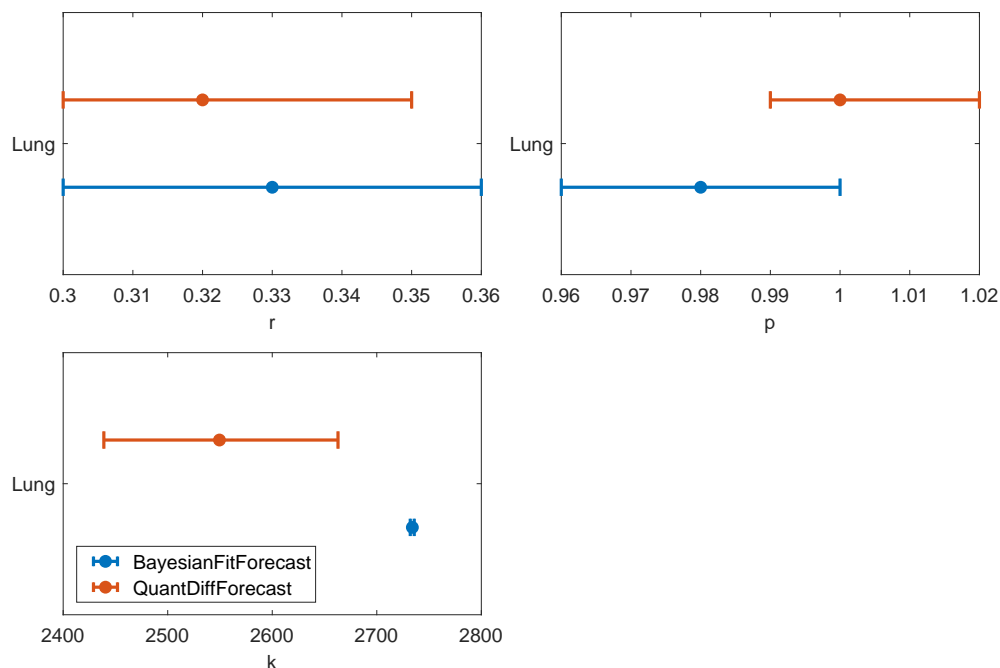 Lung
0.3 0.31 0.32 0.33 0.34 0.35 0.36
r
Lung
0.96 0.97 0.98 0.99 1 1.01 1.02
p
Lung
BayesianFitForecast
QuantDiffForecast
2400 2500 2600 2700 2800
k